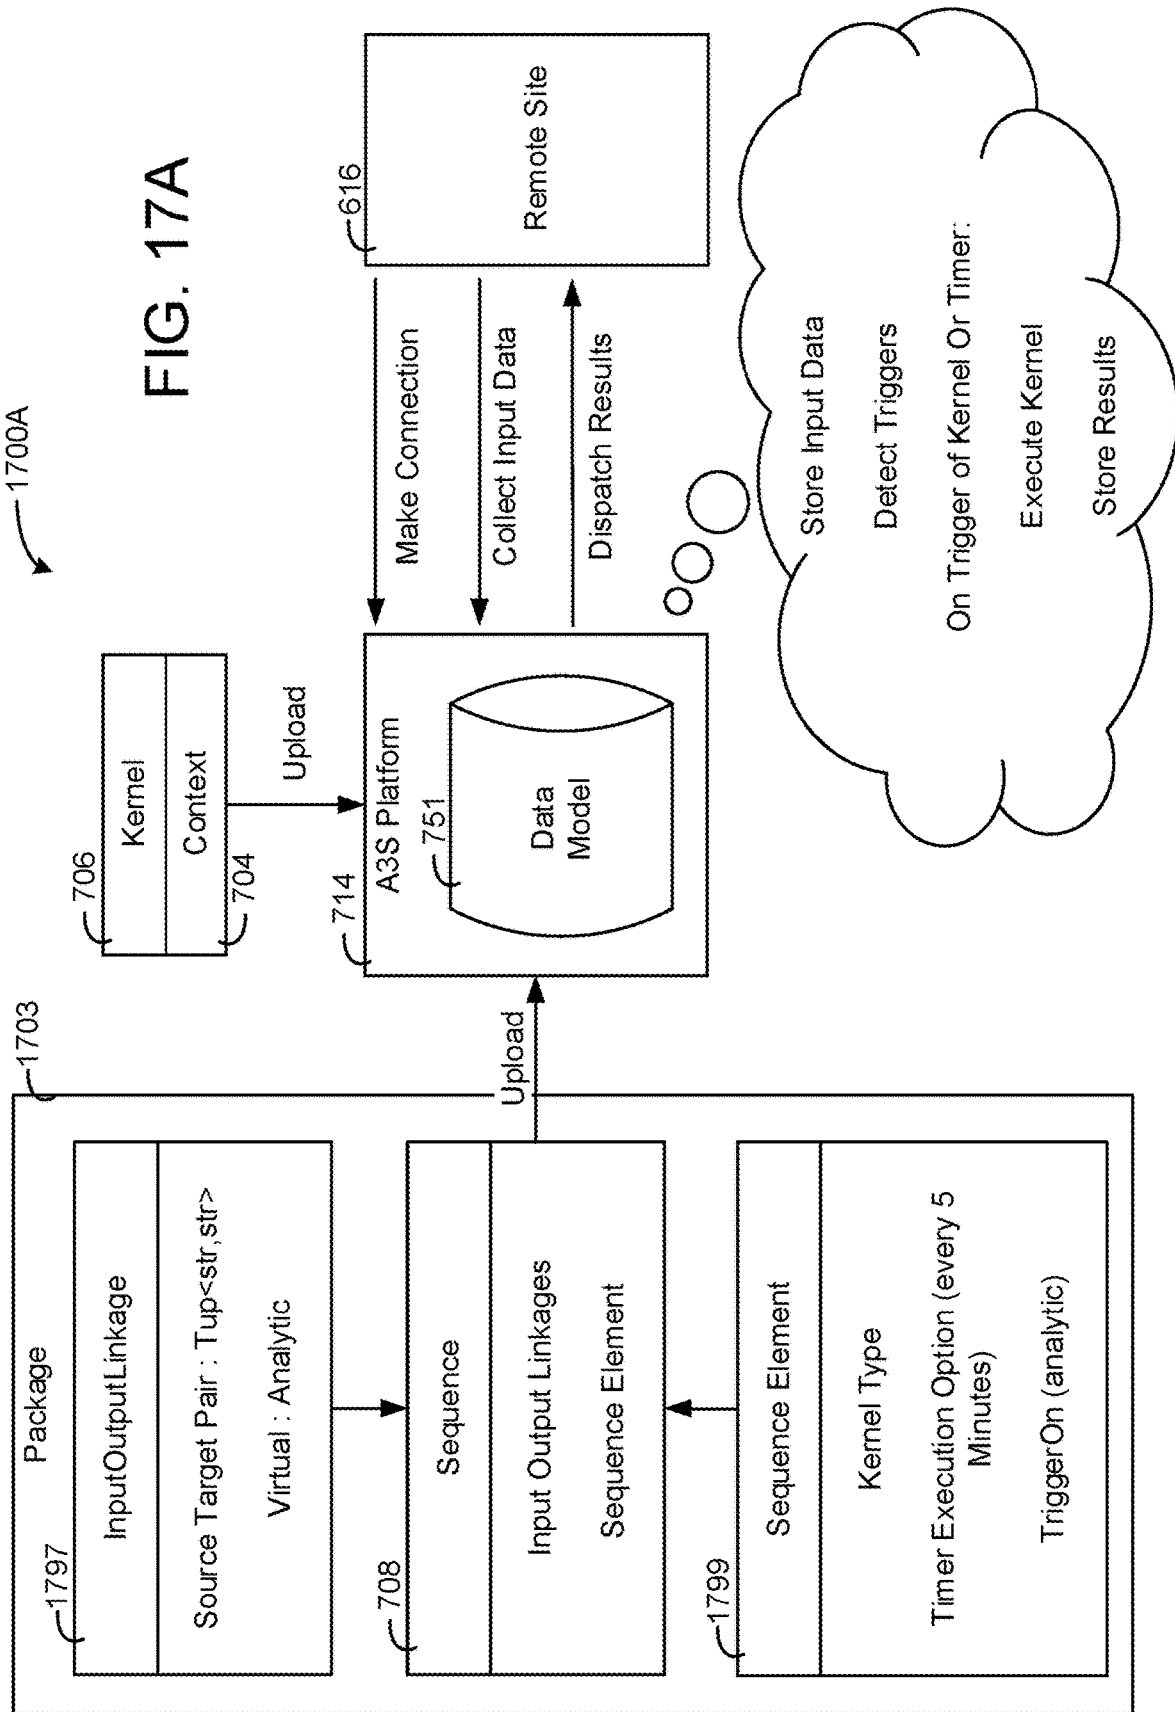 FIG. 17A
1700A
Package
1703
1797
InputOutputLinkage
Source Target Pair : Tup<str,str>
Virtual : Analytic
708
Sequence
Input Output Linkages
Sequence Element
1799
Sequence Element
Kernel Type
Timer Execution Option (every 5
Minutes)
TriggerOn (analytic)
Upload
706
Kernel
Context
704
Upload
714
A3S Platform
751
Data
Model
Make Connection
Collect Input Data
Dispatch Results
616
Remote Site
Store Input Data
Detect Triggers
On Trigger of Kernel Or Timer:
Execute Kernel
Store Results